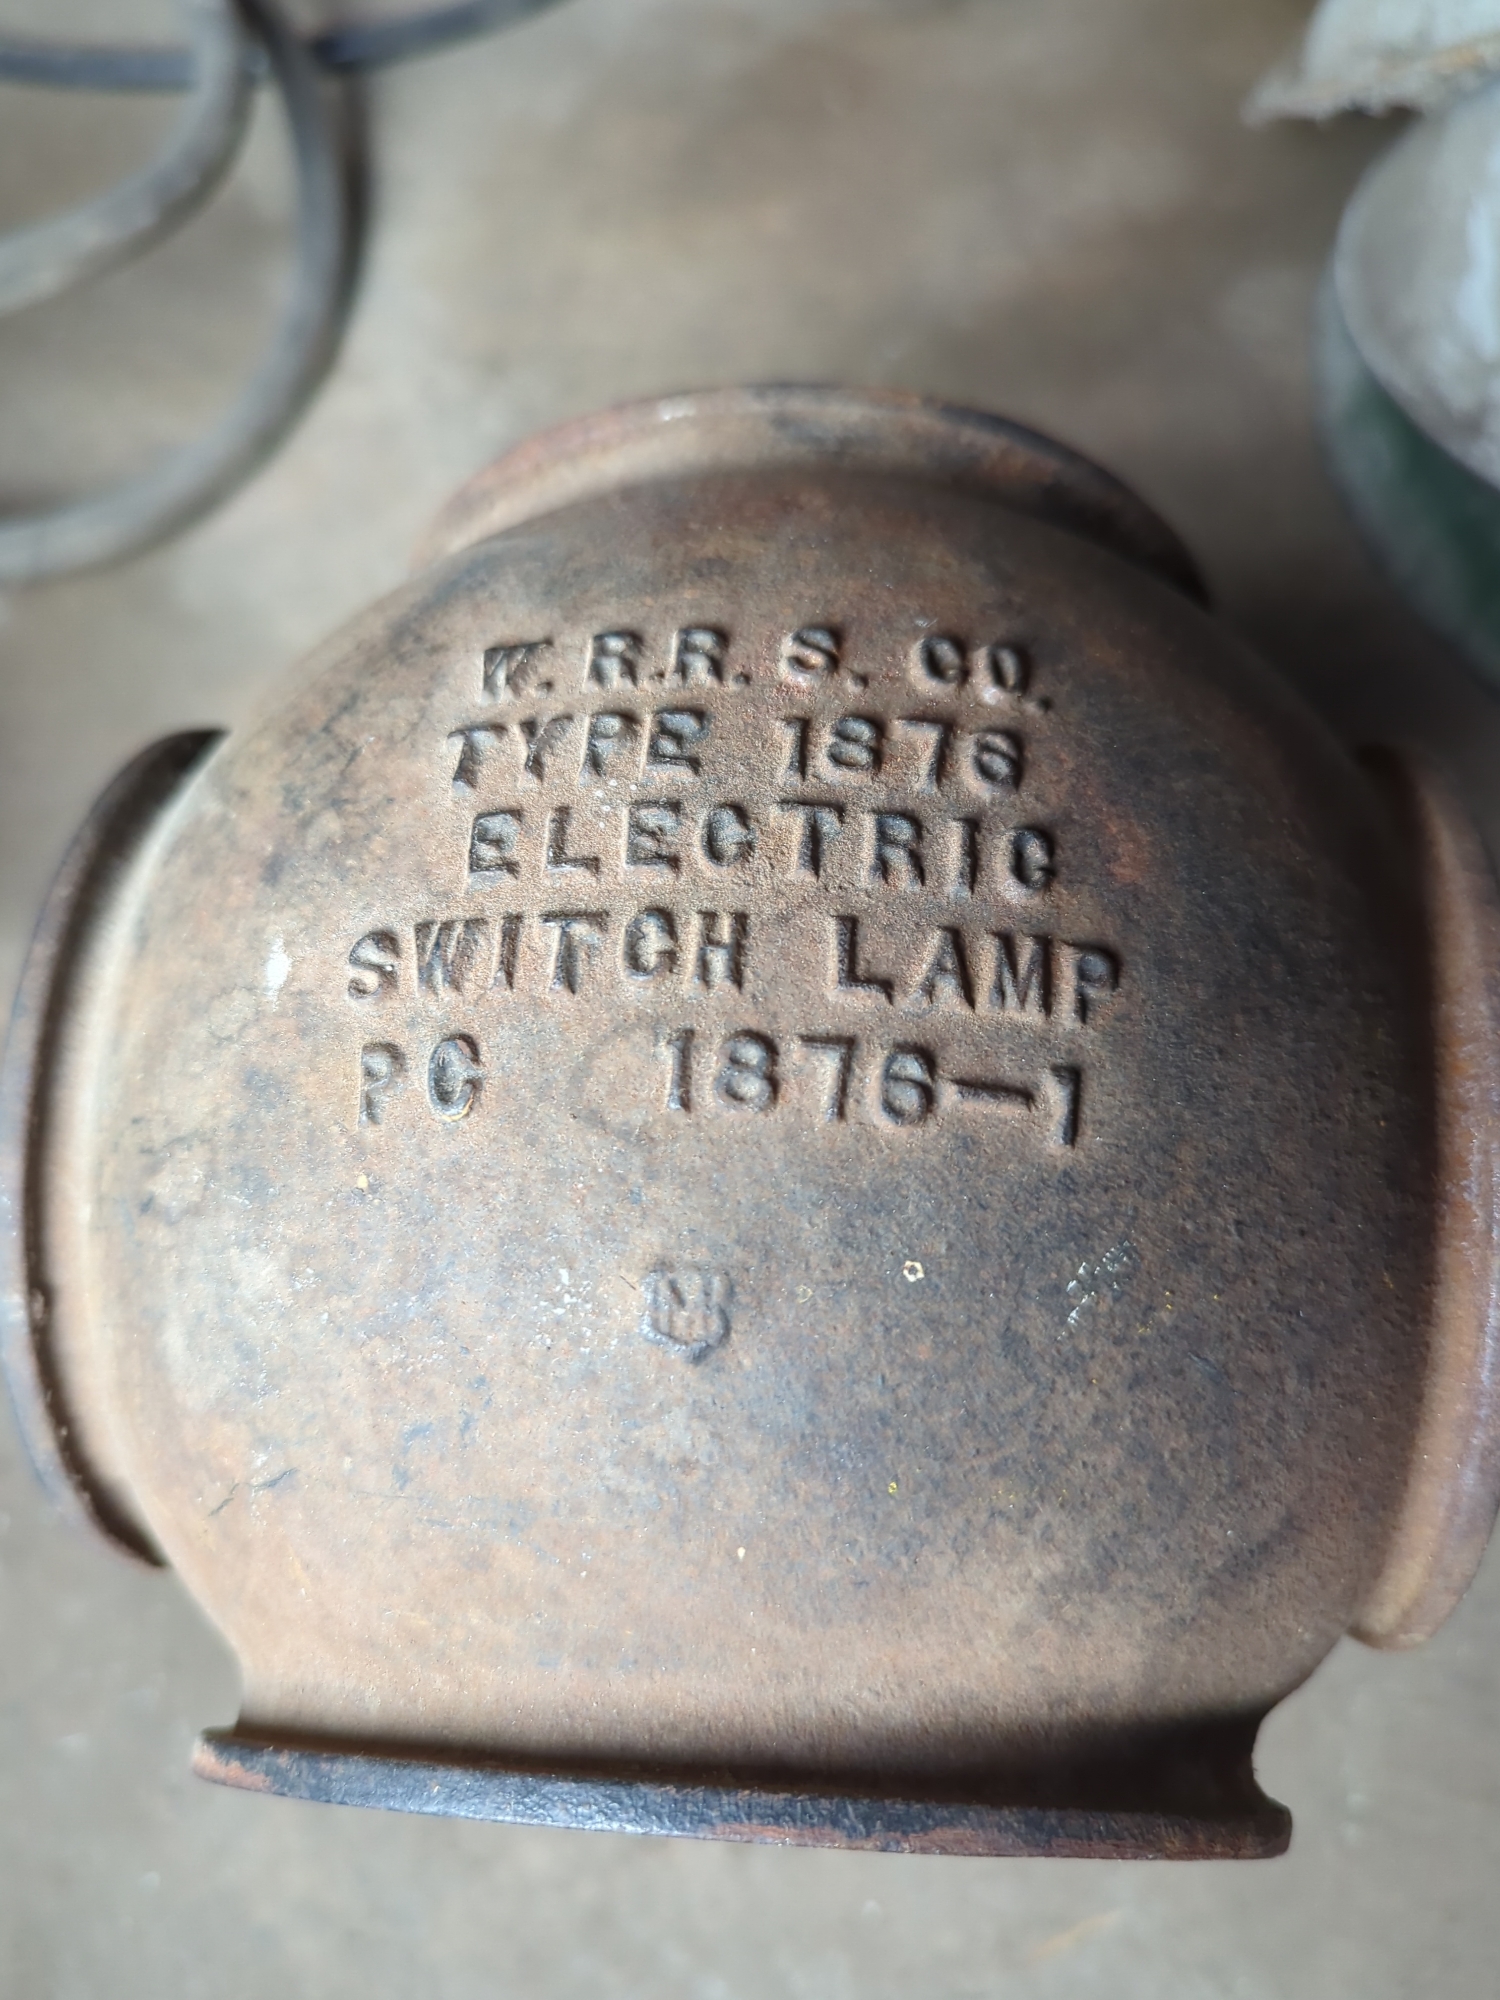 W. R.R. S. CO.
TYPE 1876
ELECTRIC
SWITCH LAMP
PC 1876-1